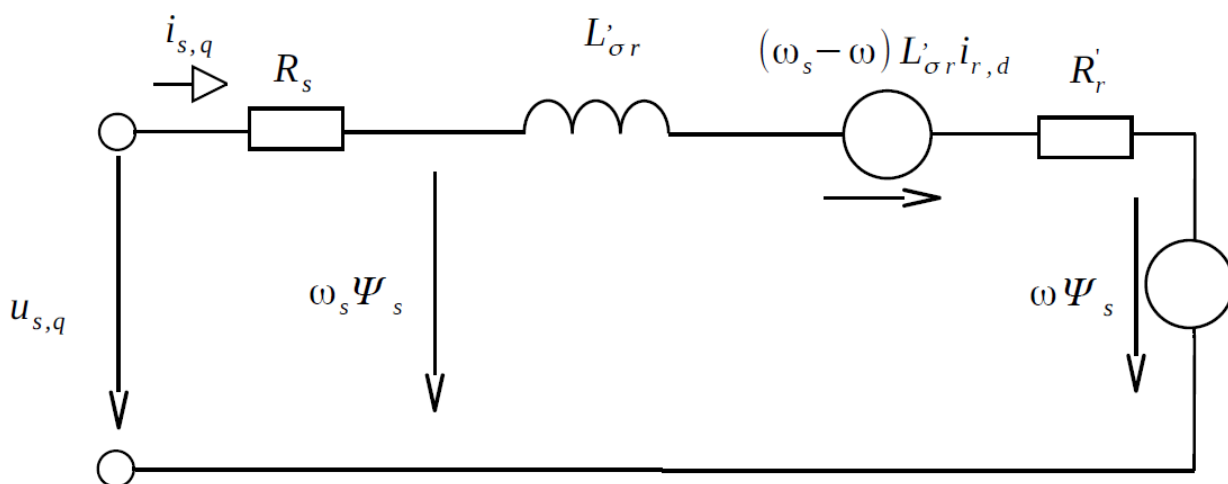 i_{s,q}
R_s
L'_{σr}
(ω_s−ω) L'_{σr} i_{r,d}
R'_r
u_{s,q}
ω_s Ψ_s
ω Ψ_s